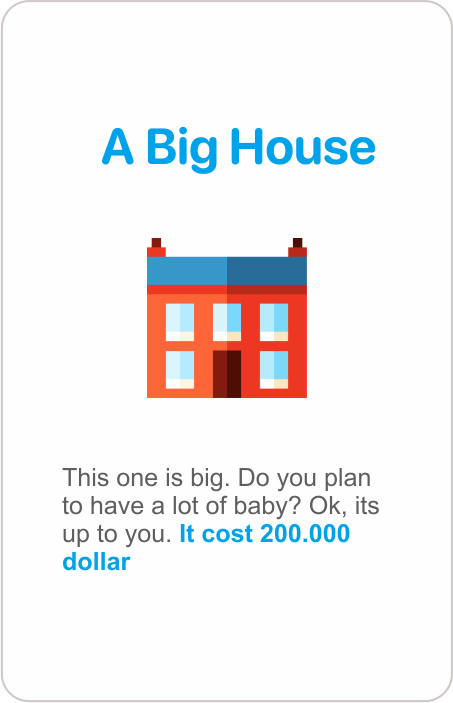 A Big House
This one is big. Do you plan
to have a lot of baby? Ok, its
up to you. It cost 200.000
dollar